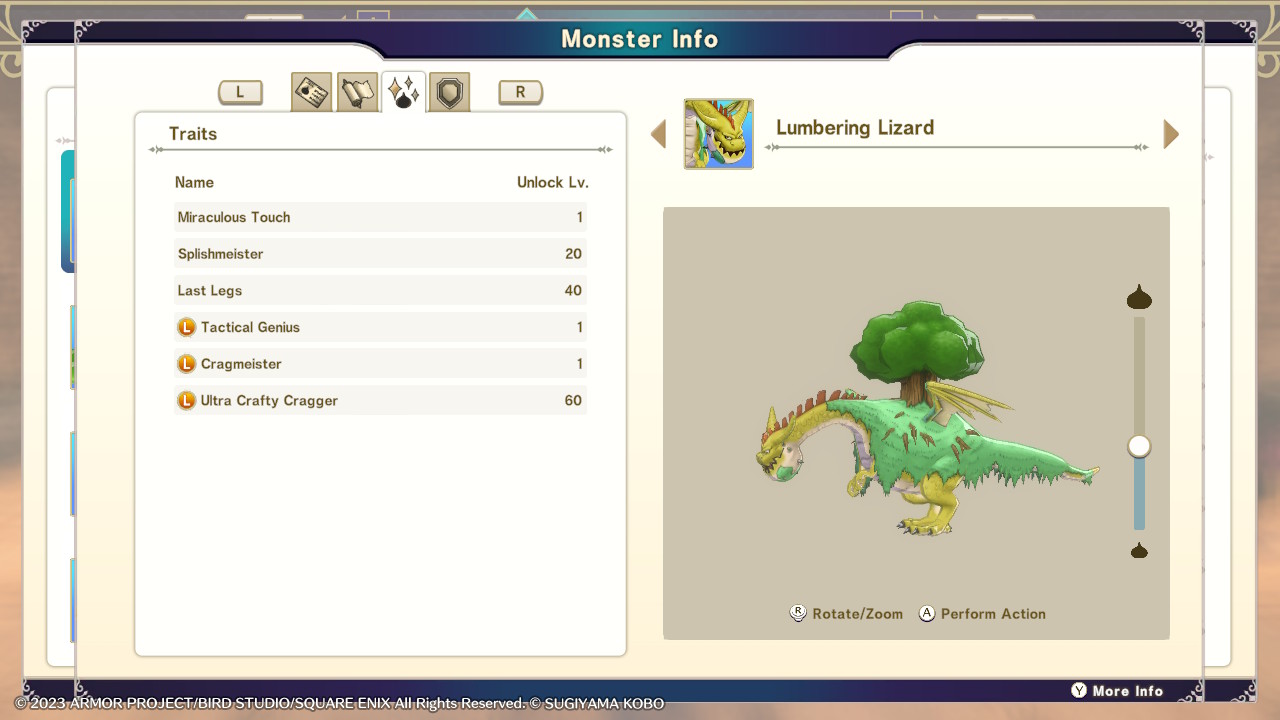 Monster Info
L
R
Traits
Name Unlock Lv.
Miraculous Touch 1
Splishmeister 20
Last Legs 40
L Tactical Genius 1
L Cragmeister 1
L Ultra Crafty Cragger 60
Lumbering Lizard
R Rotate/Zoom A Perform Action
Y More Info
© 2023 ARMOR PROJECT/BIRD STUDIO/SQUARE ENIX All Rights Reserved. © SUGIYAMA KOBO